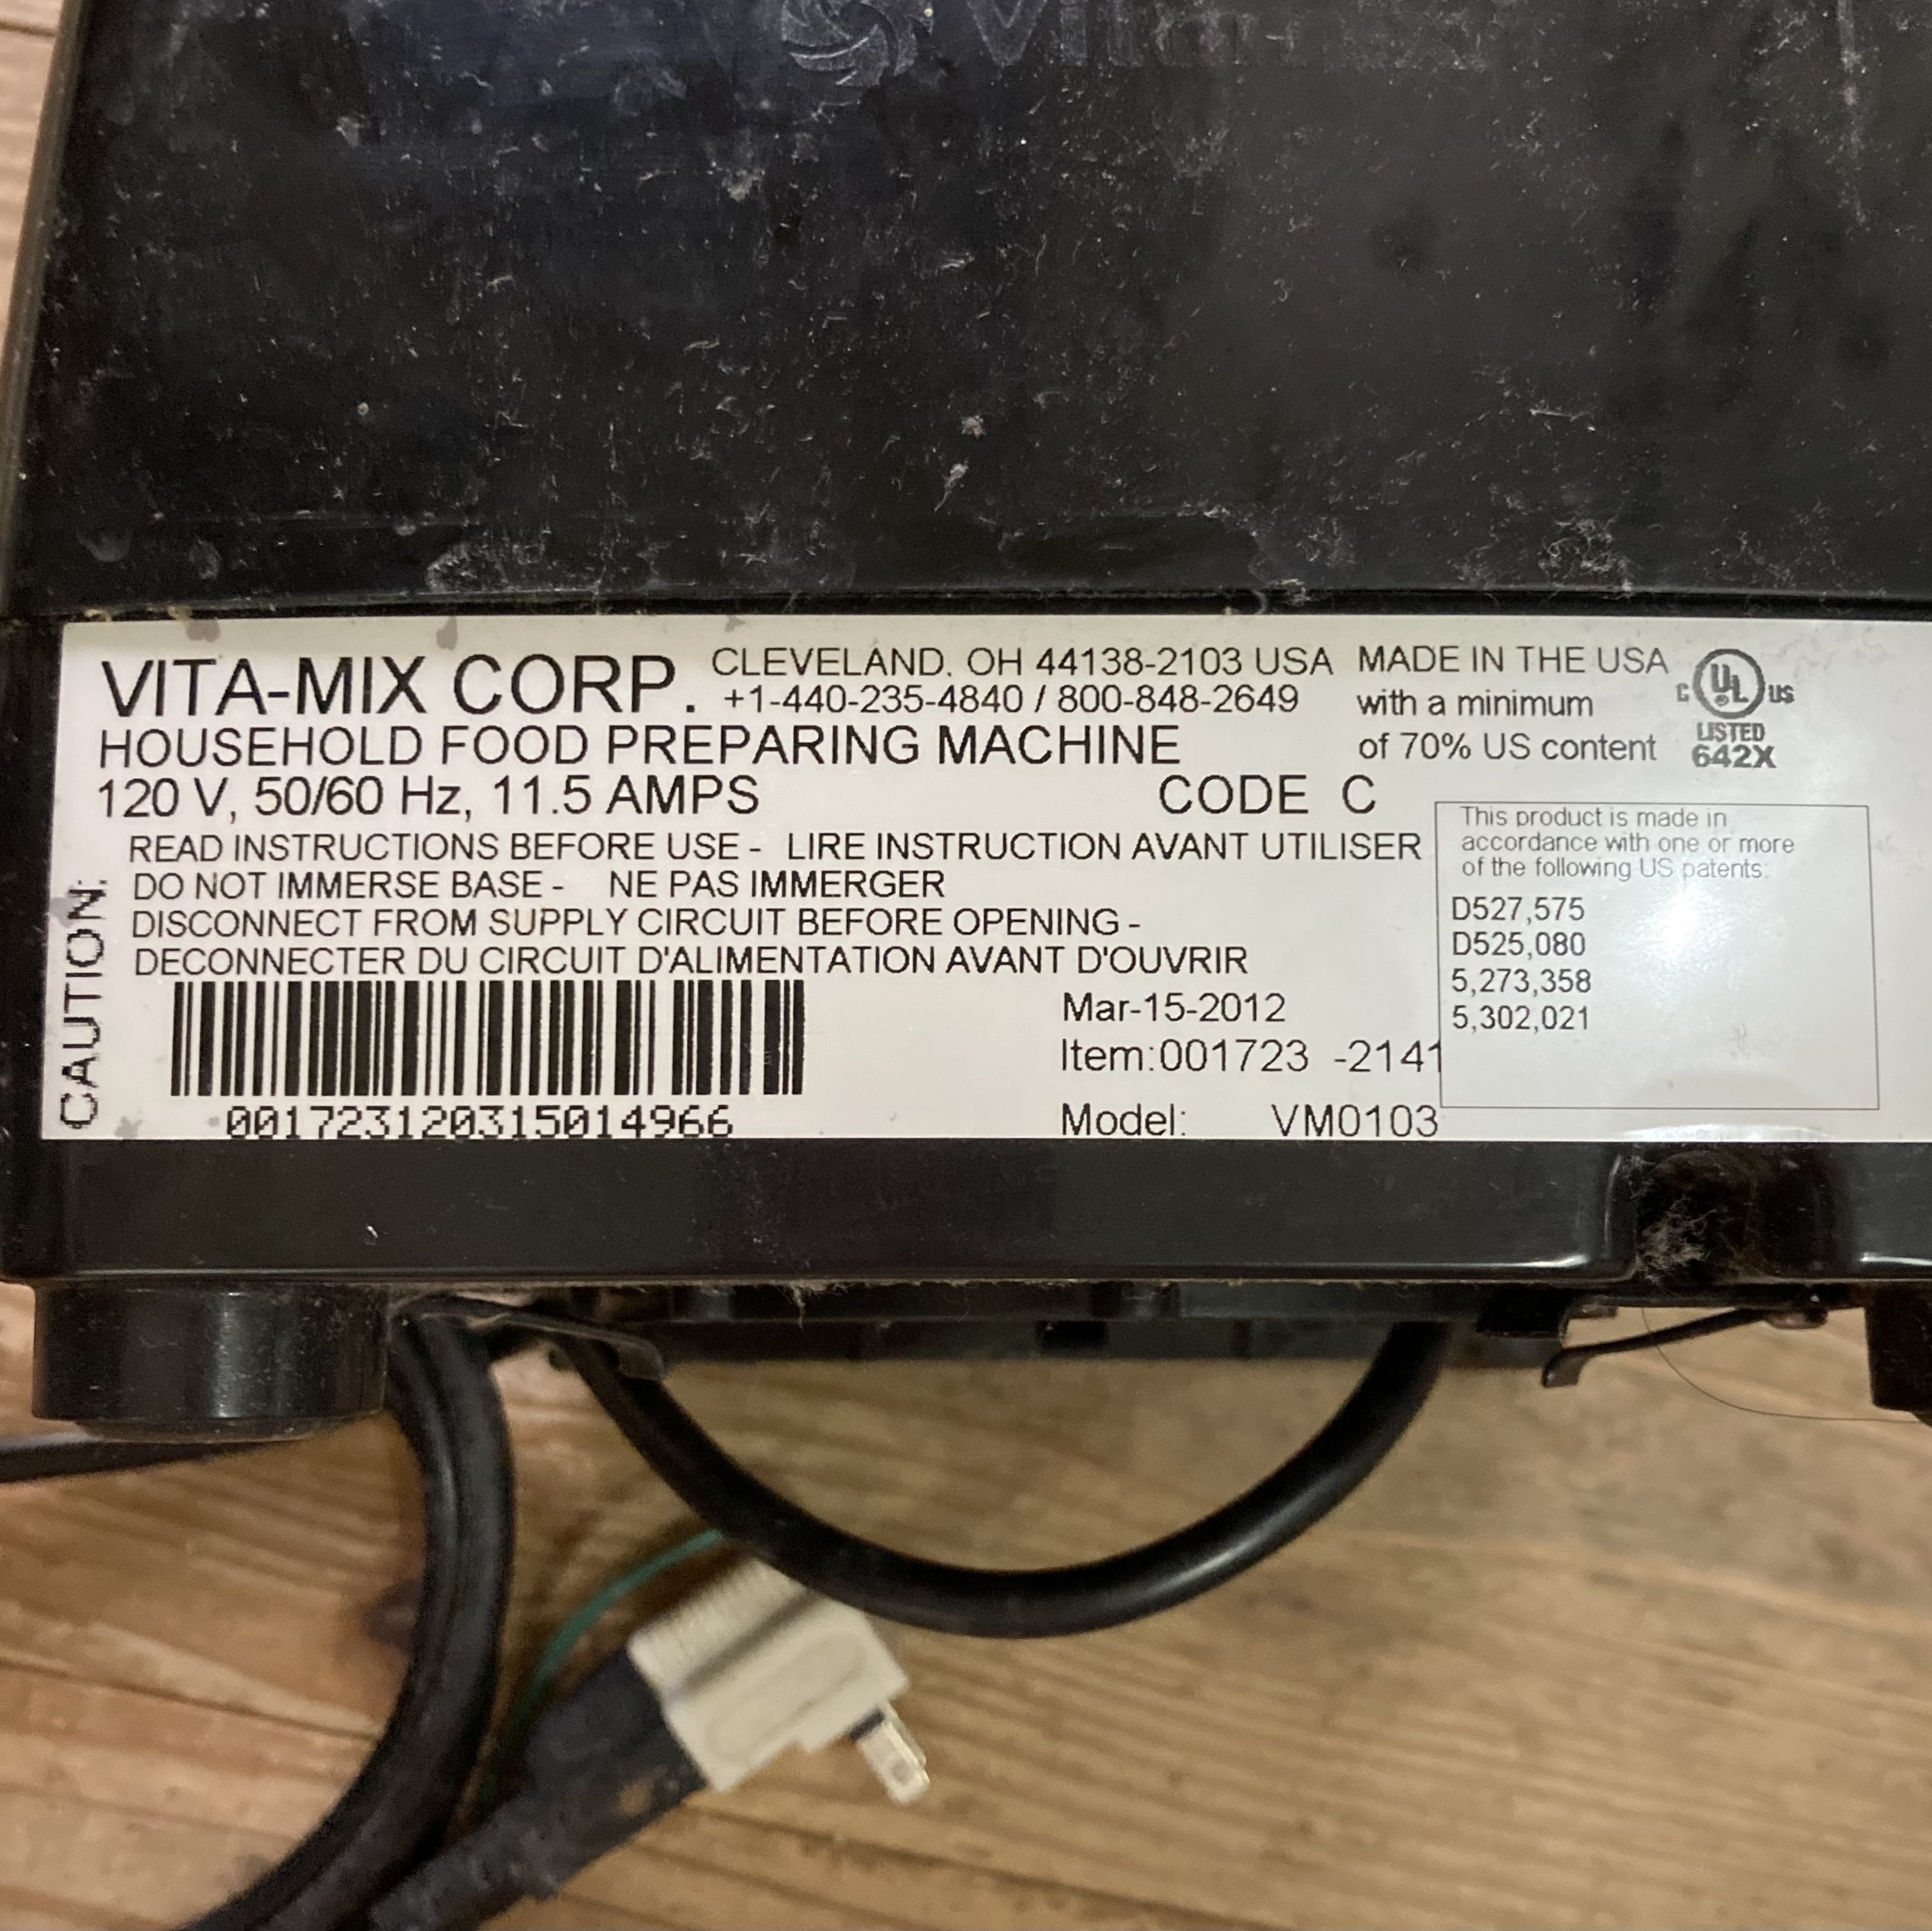 Vitamix
VITA-MIX CORP.
CLEVELAND, OH 44138-2103 USA
+1-440-235-4840 / 800-848-2649
HOUSEHOLD FOOD PREPARING MACHINE
120 V, 50/60 Hz, 11.5 AMPS
CODE C
MADE IN THE USA
with a minimum
of 70% US content
C UL US
LISTED
642X
CAUTION:
READ INSTRUCTIONS BEFORE USE - LIRE INSTRUCTION AVANT UTILISER
DO NOT IMMERSE BASE - NE PAS IMMERGER
DISCONNECT FROM SUPPLY CIRCUIT BEFORE OPENING -
DECONNECTER DU CIRCUIT D'ALIMENTATION AVANT D'OUVRIR
001723120315014966
Mar-15-2012
Item:001723 -2141
Model: VM0103
This product is made in
accordance with one or more
of the following US patents:
D527,575
D525,080
5,273,358
5,302,021